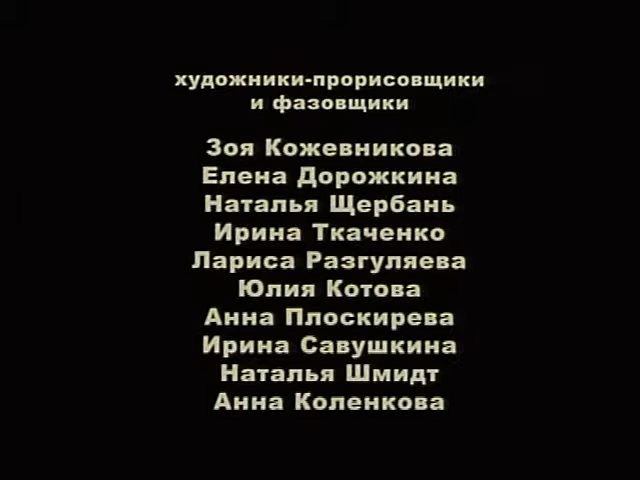 художники-прорисовщики
и фазовщики
Зоя Кожевникова
Елена Дорожкина
Наталья Щербань
Ирина Ткаченко
Лариса Разгуляева
Юлия Котова
Анна Плоскирева
Ирина Савушкина
Наталья Шмидт
Анна Коленкова